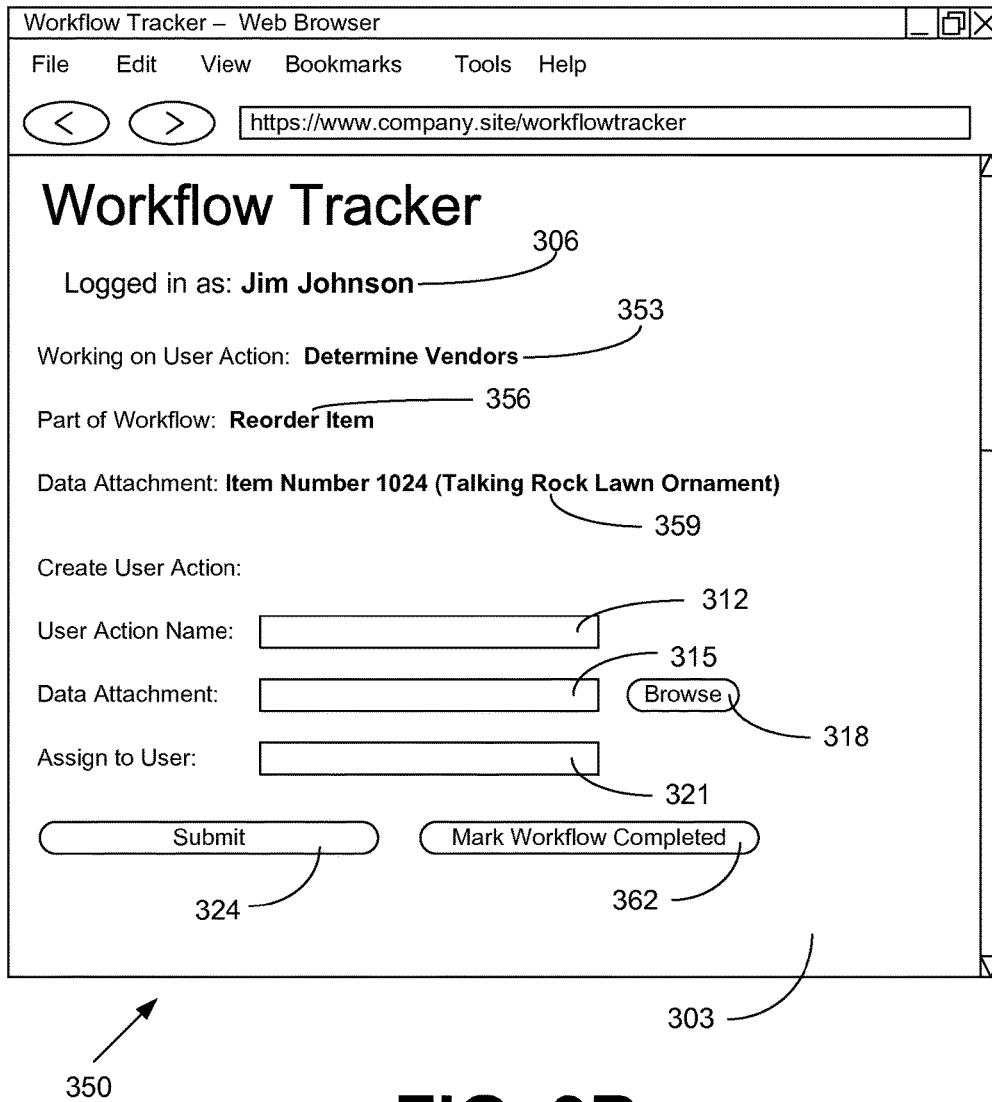 Workflow Tracker – Web Browser
File Edit View Bookmarks Tools Help
< > https://www.company.site/workflowtracker
Workflow Tracker
306
Logged in as: Jim Johnson
353
Working on User Action: Determine Vendors
356
Part of Workflow: Reorder Item
Data Attachment: Item Number 1024 (Talking Rock Lawn Ornament)
359
Create User Action:
312
User Action Name:
315
Data Attachment: Browse
318
Assign to User:
321
Submit Mark Workflow Completed
324 362
303
350